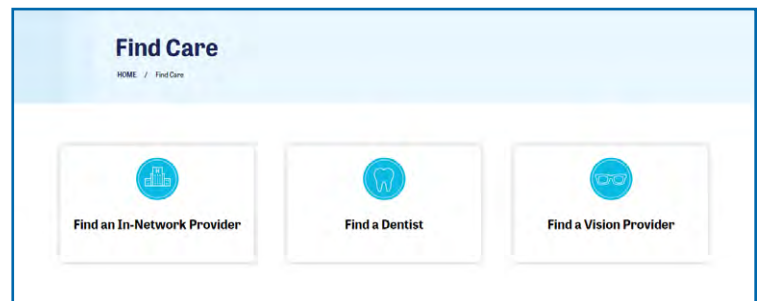 Find Care
HOME / Find Care
Find an In-Network Provider
Find a Dentist
Find a Vision Provider